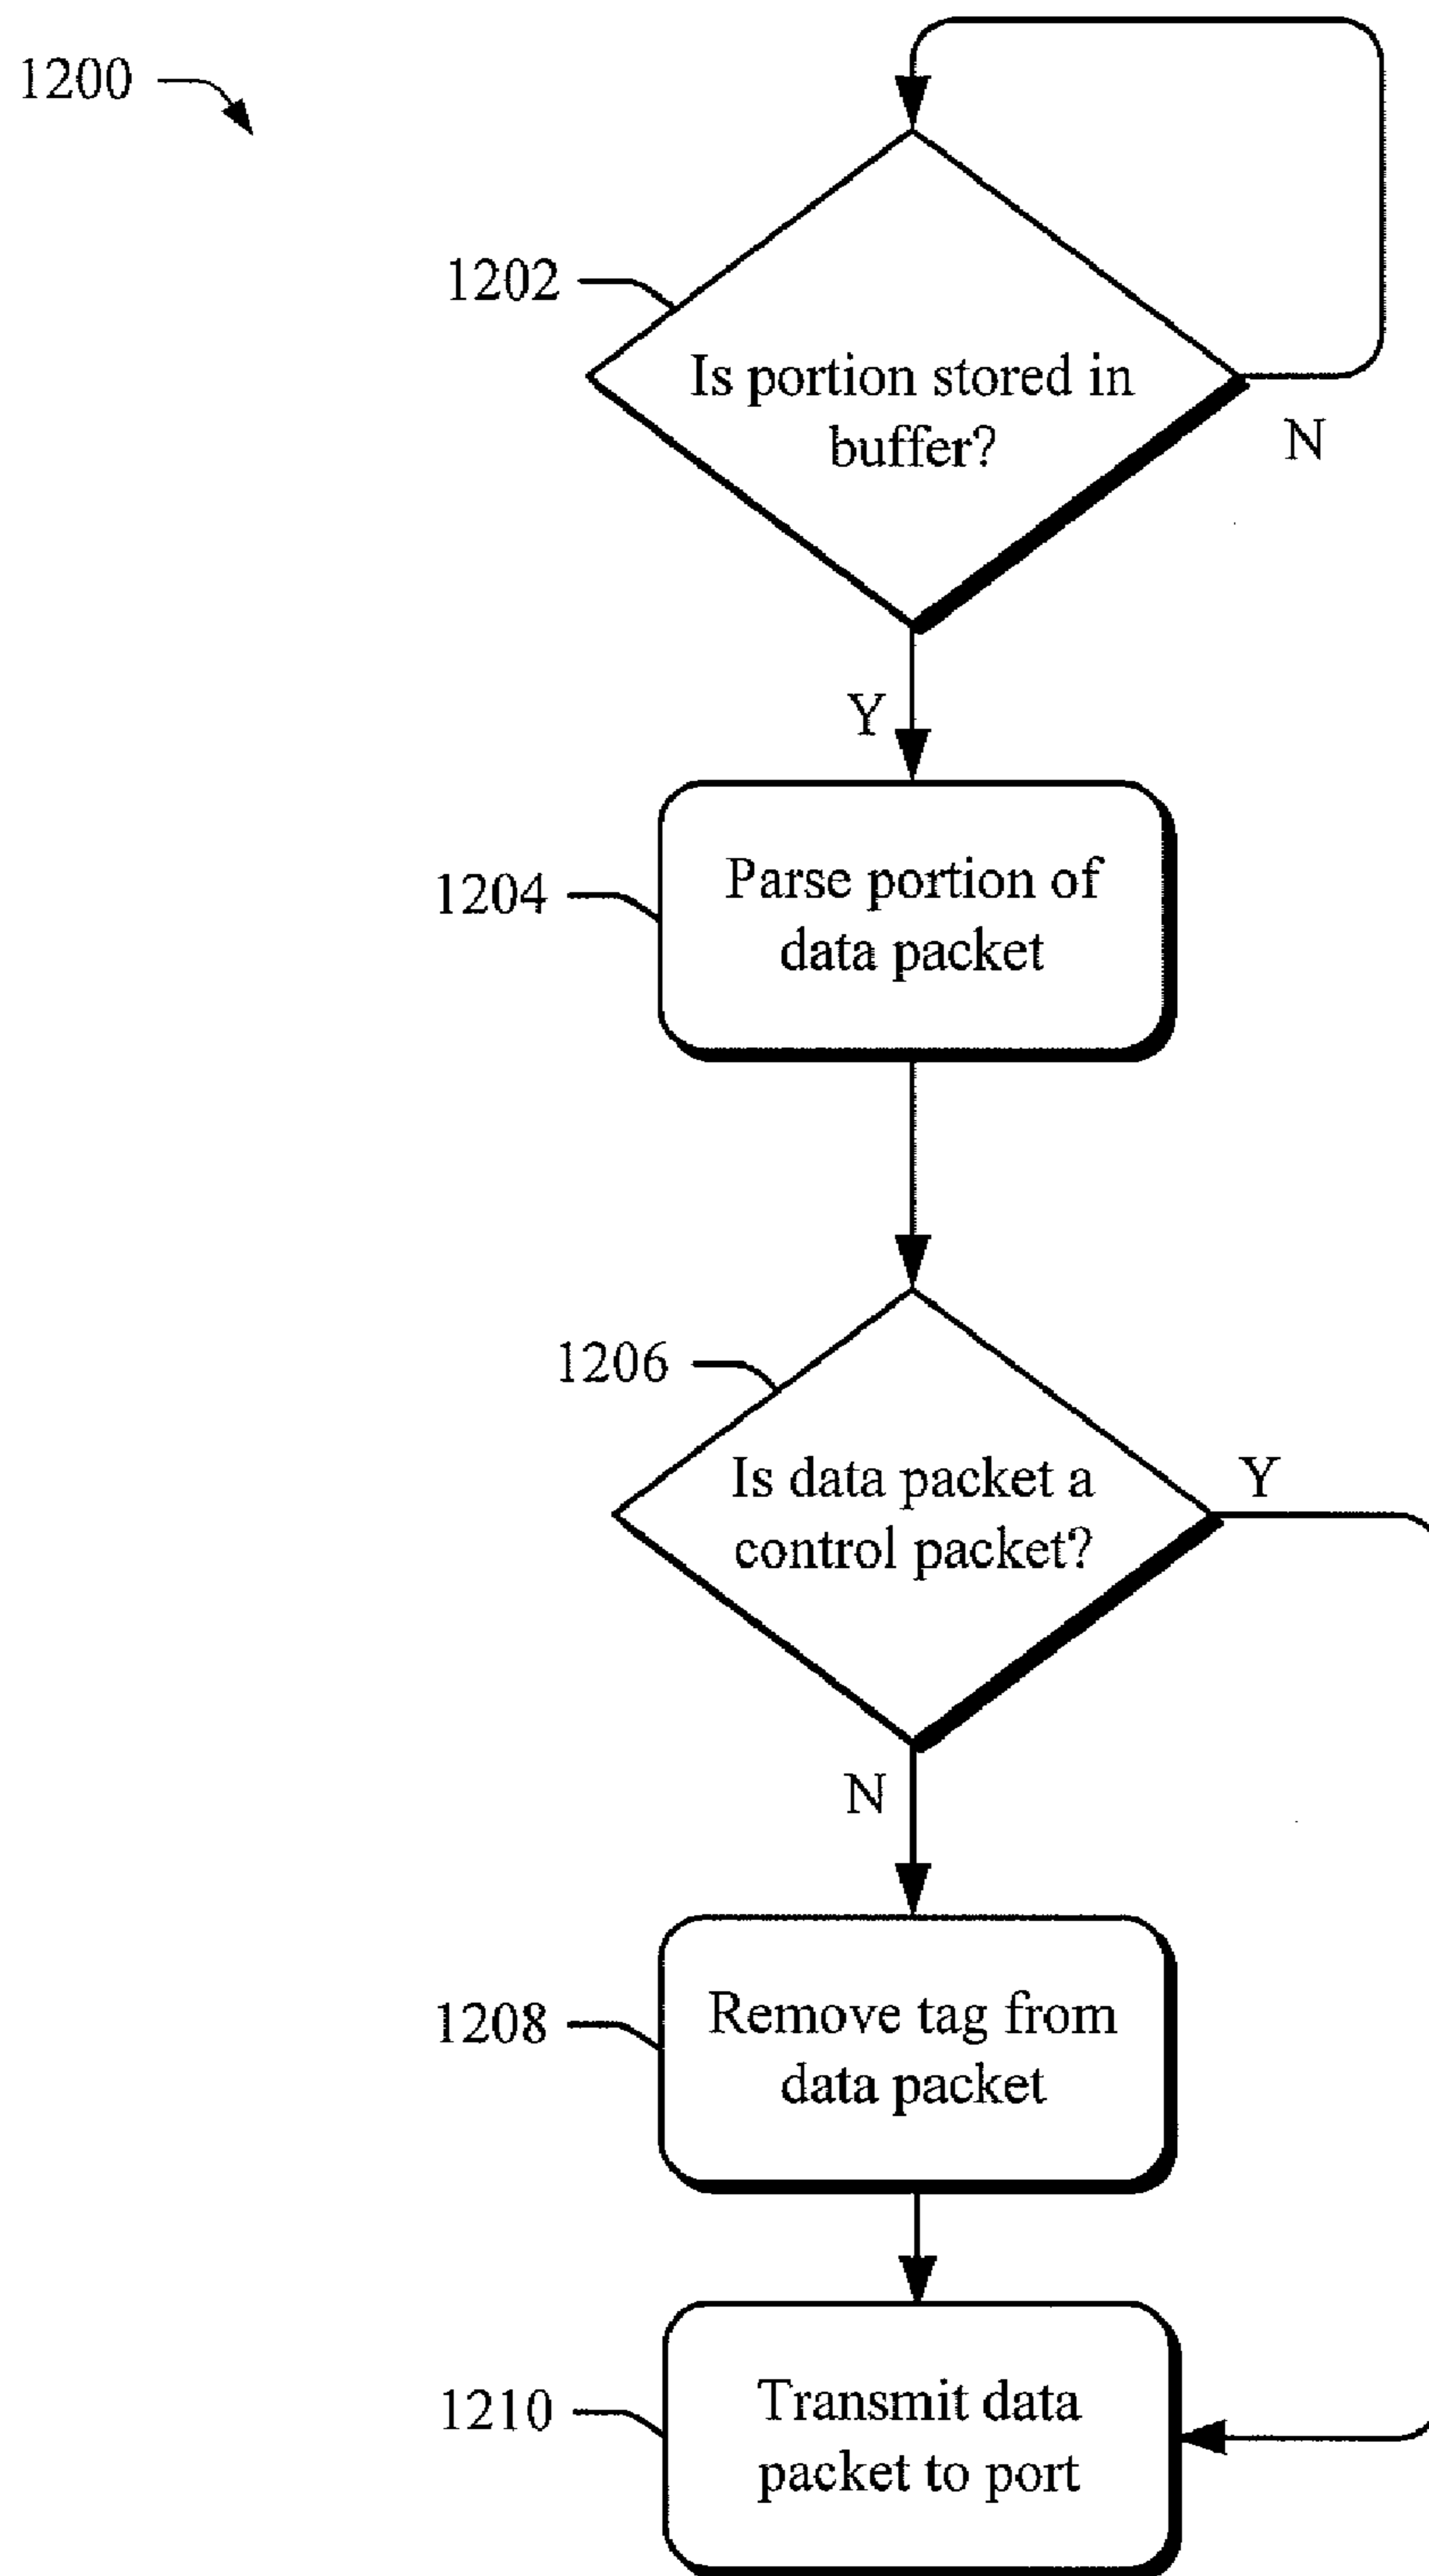 1200
1202
Is portion stored in
buffer?
N
Y
1204
Parse portion of
data packet
1206
Is data packet a
control packet?
Y
N
1208
Remove tag from
data packet
1210
Transmit data
packet to port